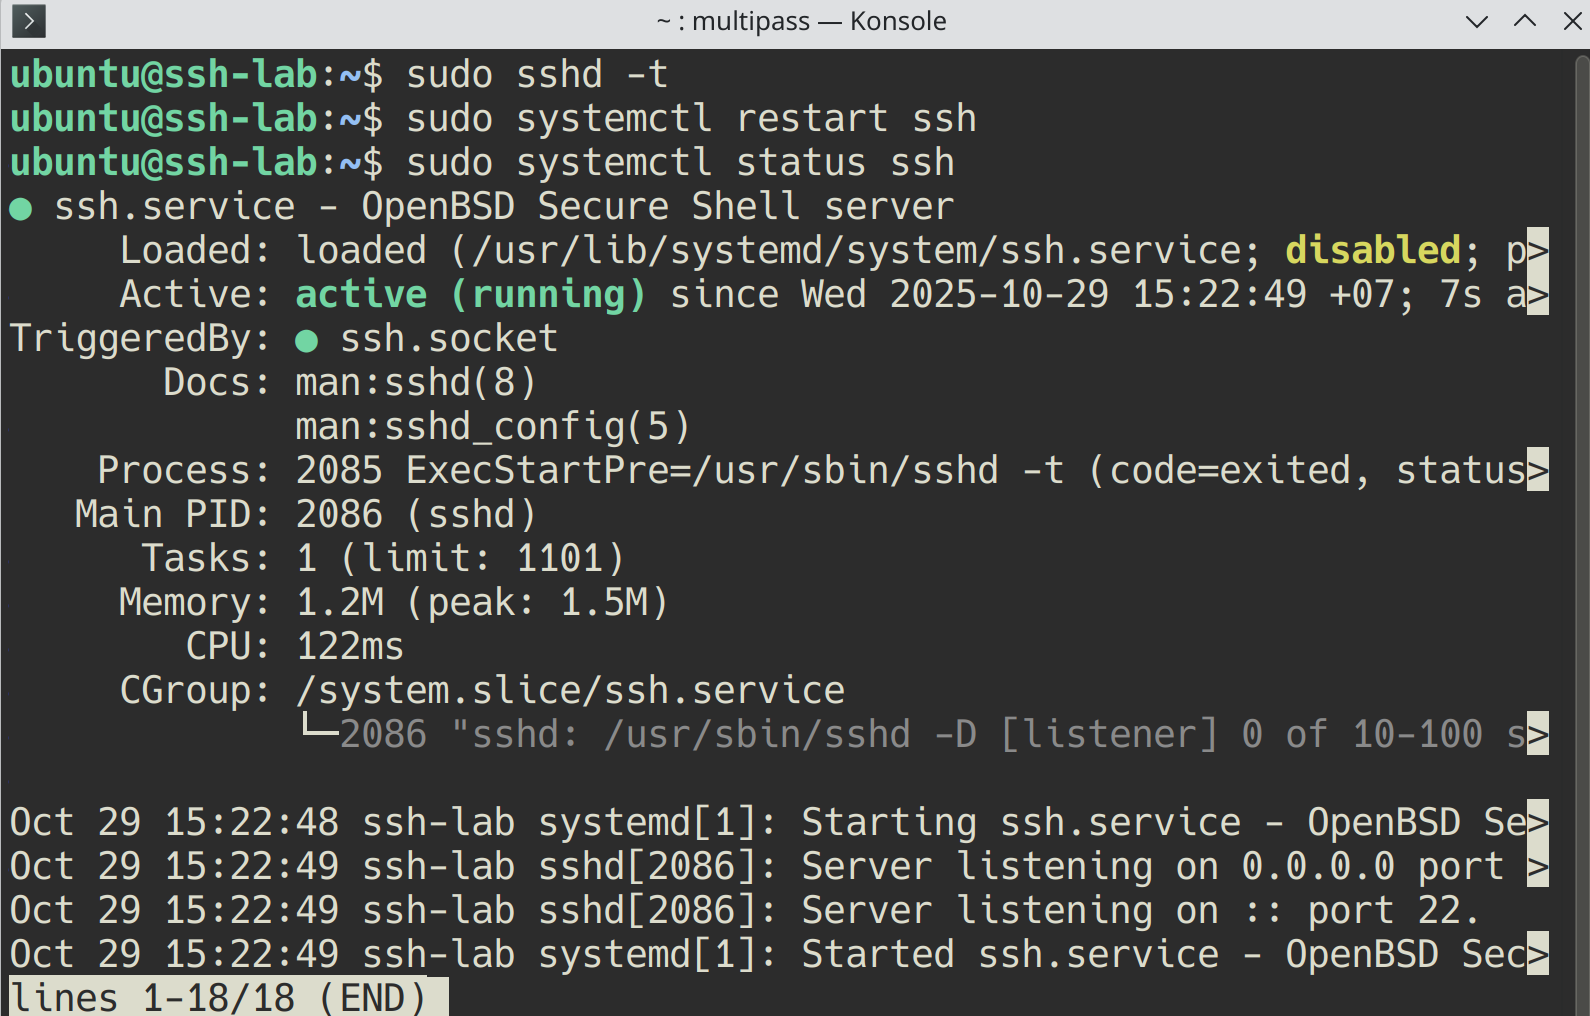 ~ : multipass — Konsole
ubuntu@ssh-lab:~$ sudo sshd -t
ubuntu@ssh-lab:~$ sudo systemctl restart ssh
ubuntu@ssh-lab:~$ sudo systemctl status ssh
● ssh.service - OpenBSD Secure Shell server
     Loaded: loaded (/usr/lib/systemd/system/ssh.service; disabled; p>
     Active: active (running) since Wed 2025-10-29 15:22:49 +07; 7s a>
TriggeredBy: ● ssh.socket
       Docs: man:sshd(8)
             man:sshd_config(5)
    Process: 2085 ExecStartPre=/usr/sbin/sshd -t (code=exited, status>
   Main PID: 2086 (sshd)
      Tasks: 1 (limit: 1101)
     Memory: 1.2M (peak: 1.5M)
        CPU: 122ms
     CGroup: /system.slice/ssh.service
             └─2086 "sshd: /usr/sbin/sshd -D [listener] 0 of 10-100 s>

Oct 29 15:22:48 ssh-lab systemd[1]: Starting ssh.service - OpenBSD Se>
Oct 29 15:22:49 ssh-lab sshd[2086]: Server listening on 0.0.0.0 port >
Oct 29 15:22:49 ssh-lab sshd[2086]: Server listening on :: port 22.
Oct 29 15:22:49 ssh-lab systemd[1]: Started ssh.service - OpenBSD Sec>
lines 1-18/18 (END)